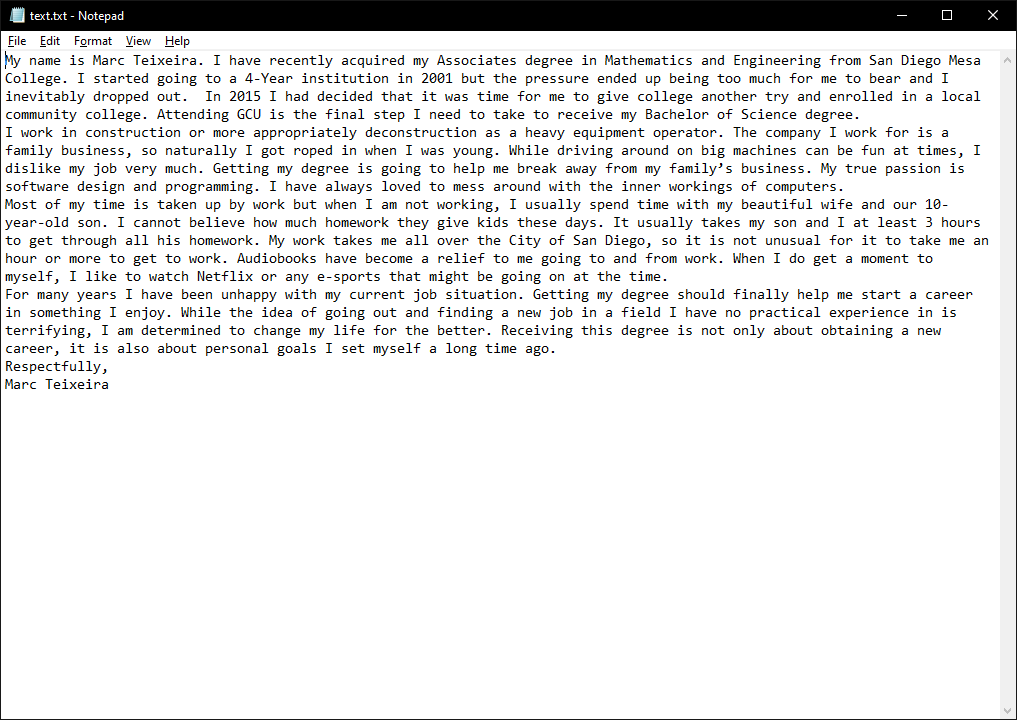 text.txt - Notepad
File Edit Format View Help
My name is Marc Teixeira. I have recently acquired my Associates degree in Mathematics and Engineering from San Diego Mesa
College. I started going to a 4-Year institution in 2001 but the pressure ended up being too much for me to bear and I
inevitably dropped out.  In 2015 I had decided that it was time for me to give college another try and enrolled in a local
community college. Attending GCU is the final step I need to take to receive my Bachelor of Science degree.
I work in construction or more appropriately deconstruction as a heavy equipment operator. The company I work for is a
family business, so naturally I got roped in when I was young. While driving around on big machines can be fun at times, I
dislike my job very much. Getting my degree is going to help me break away from my family’s business. My true passion is
software design and programming. I have always loved to mess around with the inner workings of computers.
Most of my time is taken up by work but when I am not working, I usually spend time with my beautiful wife and our 10-
year-old son. I cannot believe how much homework they give kids these days. It usually takes my son and I at least 3 hours
to get through all his homework. My work takes me all over the City of San Diego, so it is not unusual for it to take me an
hour or more to get to work. Audiobooks have become a relief to me going to and from work. When I do get a moment to
myself, I like to watch Netflix or any e-sports that might be going on at the time.
For many years I have been unhappy with my current job situation. Getting my degree should finally help me start a career
in something I enjoy. While the idea of going out and finding a new job in a field I have no practical experience in is
terrifying, I am determined to change my life for the better. Receiving this degree is not only about obtaining a new
career, it is also about personal goals I set myself a long time ago.
Respectfully,
Marc Teixeira